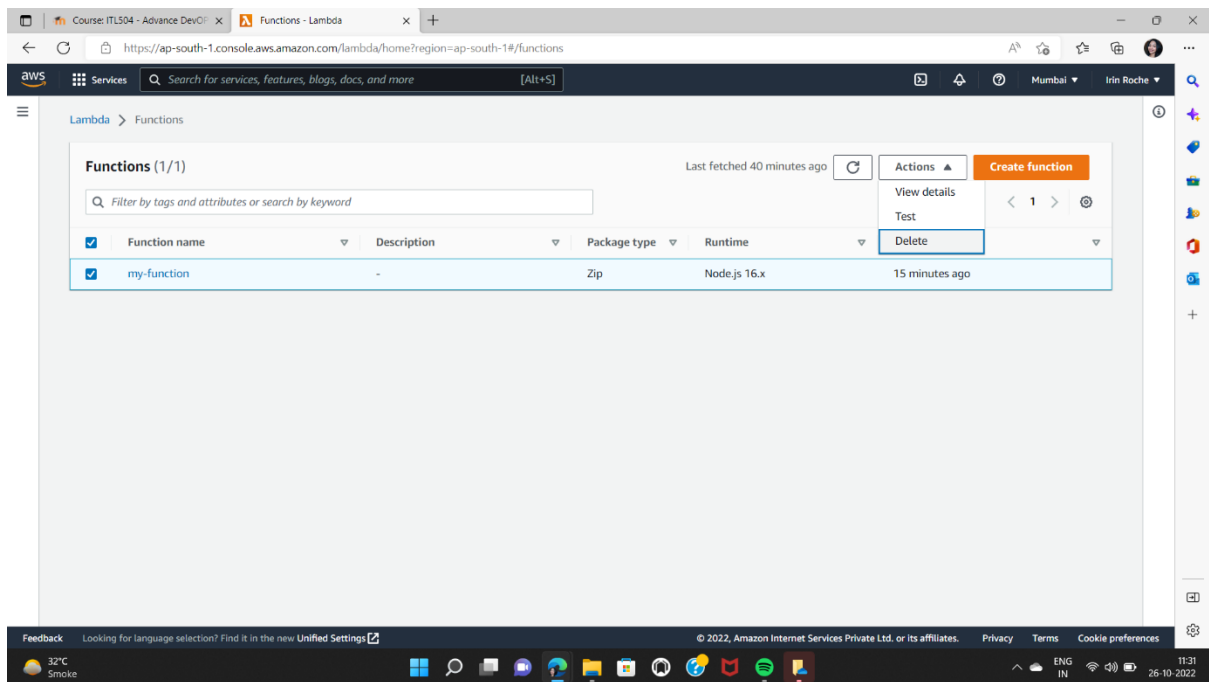 Course: ITL504 - Advance DevOP
Functions - Lambda
https://ap-south-1.console.aws.amazon.com/lambda/home?region=ap-south-1#/functions
aws Services Search for services, features, blogs, docs, and more [Alt+S] Mumbai Irin Roche
Lambda > Functions
Functions (1/1) Last fetched 40 minutes ago Actions Create function
View details
Filter by tags and attributes or search by keyword < 1 >
Test
Function name Description Package type Runtime Delete
my-function - Zip Node.js 16.x 15 minutes ago
Feedback Looking for language selection? Find it in the new Unified Settings © 2022, Amazon Internet Services Private Ltd. or its affiliates. Privacy Terms Cookie preferences
32°C ENG 11:31
Smoke IN 26-10-2022